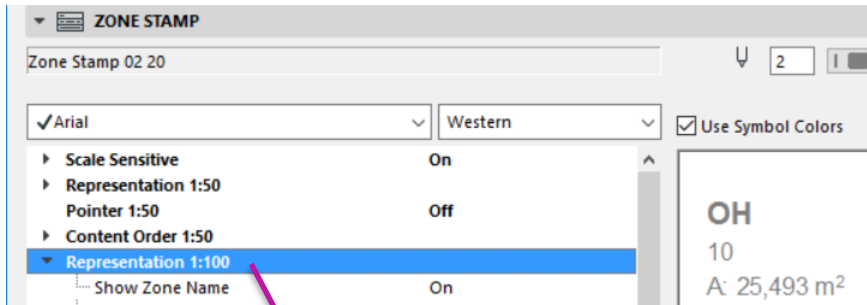 ZONE STAMP
Zone Stamp 02 20
2
Arial
Western
Use Symbol Colors
Scale Sensitive On
Representation 1:50
Pointer 1:50 Off
Content Order 1:50
Representation 1:100
Show Zone Name On
OH
10
A: 25,493 m²